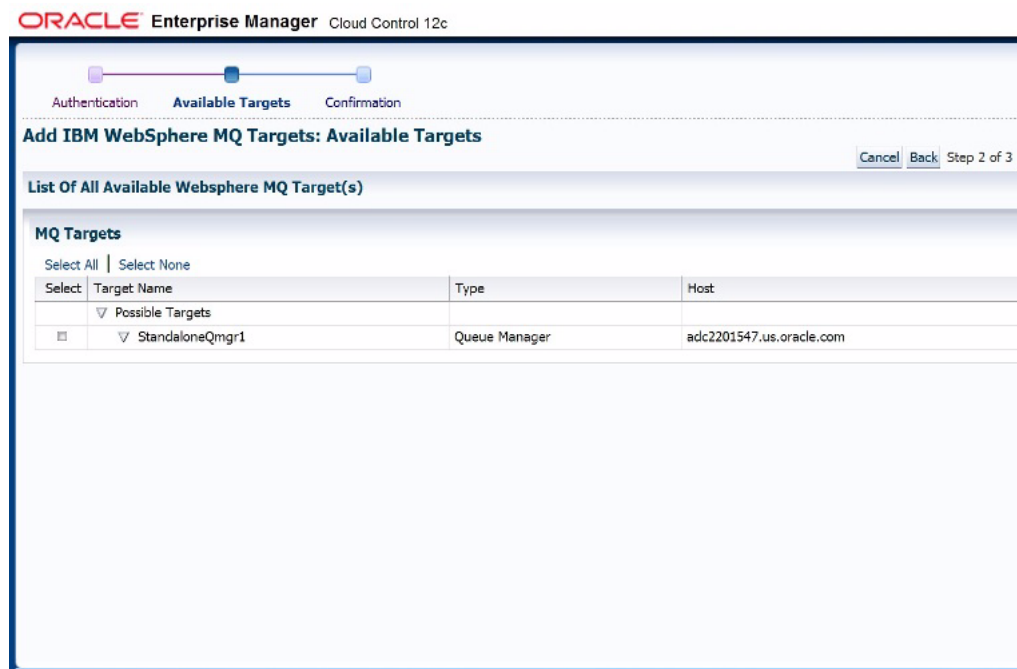 ORACLE Enterprise Manager Cloud Control 12c
Authentication Available Targets Confirmation
Add IBM WebSphere MQ Targets: Available Targets
Cancel Back Step 2 of 3
List Of All Available Websphere MQ Target(s)
MQ Targets
Select All | Select None
Select Target Name Type Host
Possible Targets
StandaloneQmgr1 Queue Manager adc2201547.us.oracle.com